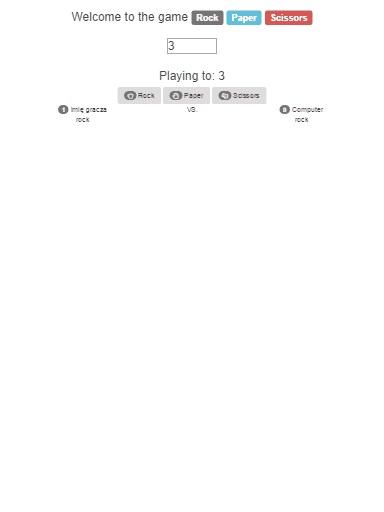 Welcome to the game Rock Paper Scissors
3
Playing to: 3
Rock Paper Scissors
1 Imię gracza VS. 0 Computer
rock rock